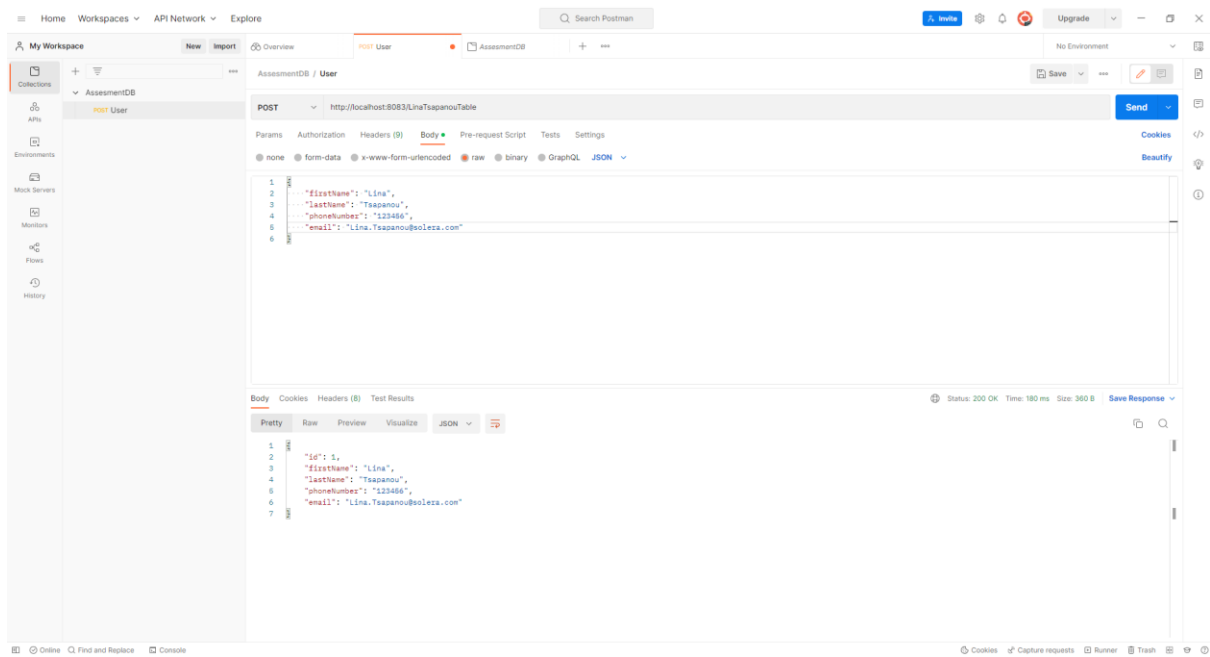 Home Workspaces API Network Explore Search Postman Invite Upgrade
My Workspace New Import Overview POST User AssesmentDB No Environment
Collections
AssesmentDB
POST User
APIs
Environments
Mock Servers
Monitors
Flows
History
AssesmentDB / User Save
POST http://localhost:8083/LinaTsapanouTable Send
Params Authorization Headers (9) Body Pre-request Script Tests Settings Cookies
none form-data x-www-form-urlencoded raw binary GraphQL JSON Beautify
1 {
2 "firstName": "Lina",
3 "lastName": "Tsapanou",
4 "phoneNumber": "123456",
5 "email": "Lina.Tsapanou@solera.com"
6 }
Body Cookies Headers (8) Test Results Status: 200 OK Time: 180 ms Size: 360 B Save Response
Pretty Raw Preview Visualize JSON
1 {
2 "id": 1,
3 "firstName": "Lina",
4 "lastName": "Tsapanou",
5 "phoneNumber": "123456",
6 "email": "Lina.Tsapanou@solera.com"
7 }
Online Find and Replace Console Cookies Capture requests Runner Trash